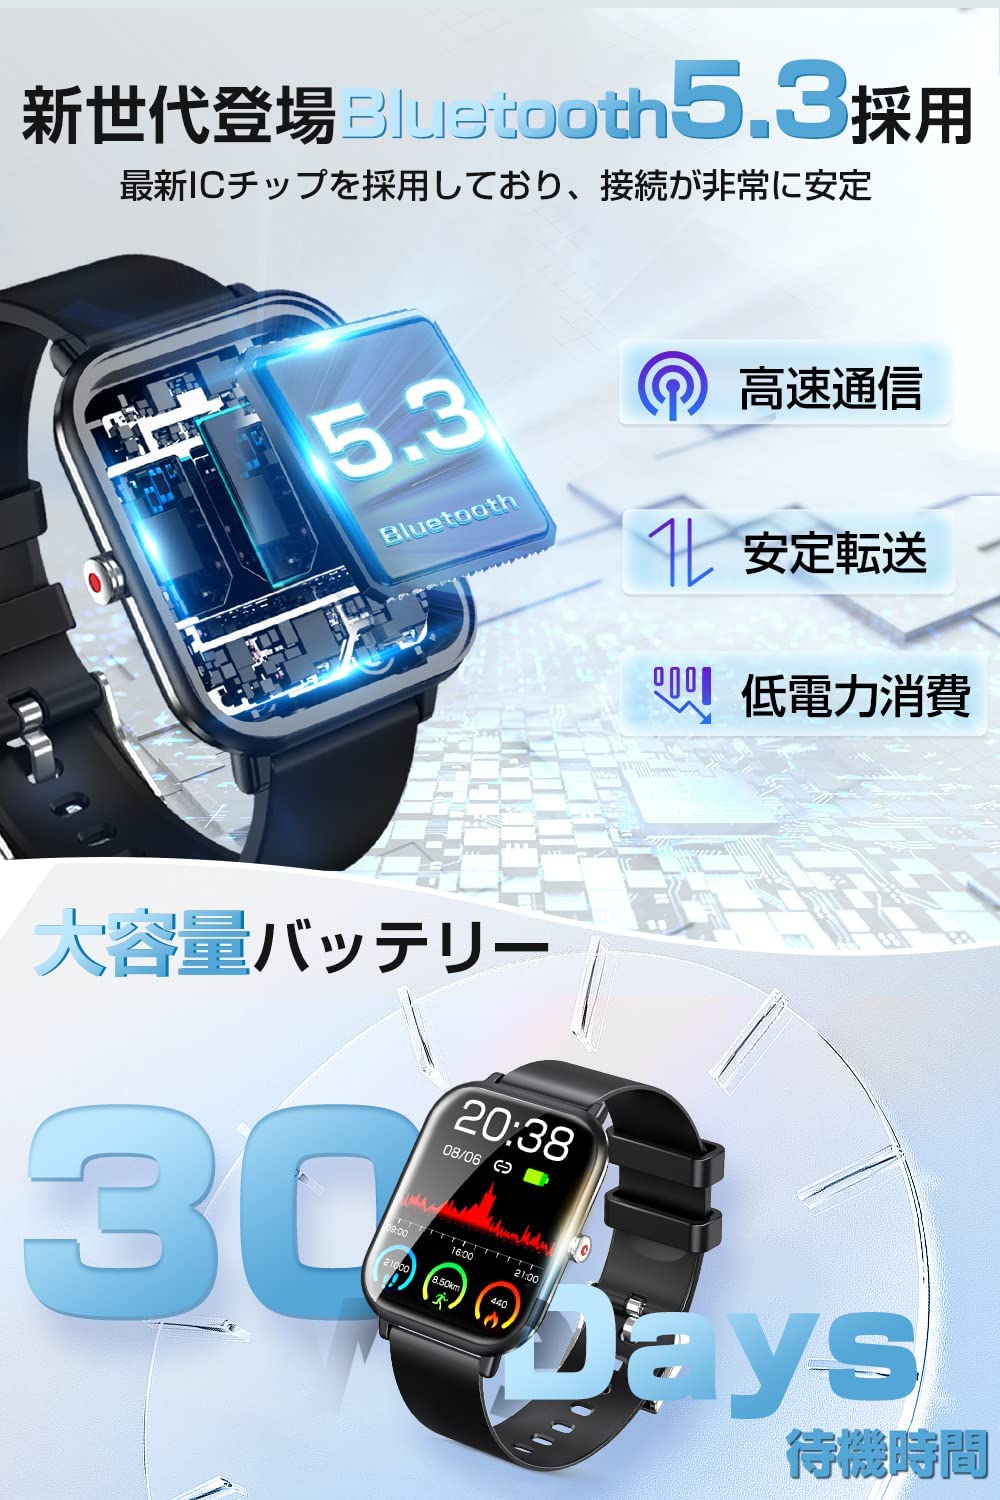 新世代登場Bluetooth5.3採用
最新ICチップを採用しており、接続が非常に安定
5.3
Bluetooth
高速通信
安定転送
低電力消費
大容量バッテリー
30
Days
待機時間
20:38
08/06
09:00
16:00
21:00
21000
8.50km
440